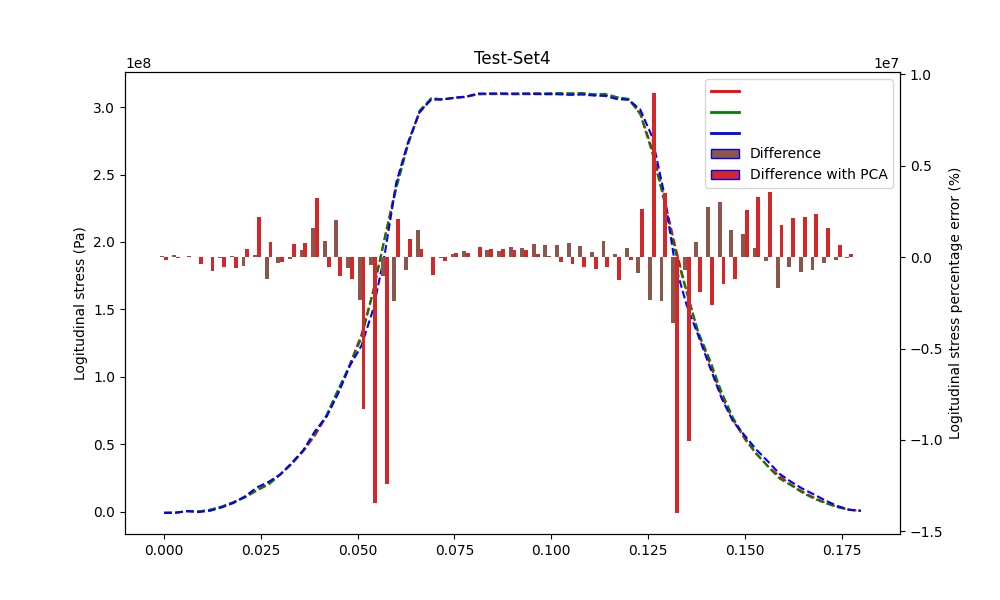 Test-Set4
1e8
1e7
Logitudinal stress (Pa)
3.0
2.5
2.0
1.5
1.0
0.5
0.0
Difference
Difference with PCA
1.0
0.5
0.0
−0.5
−1.0
−1.5
Logitudinal stress percentage error (%)
0.000 0.025 0.050 0.075 0.100 0.125 0.150 0.175